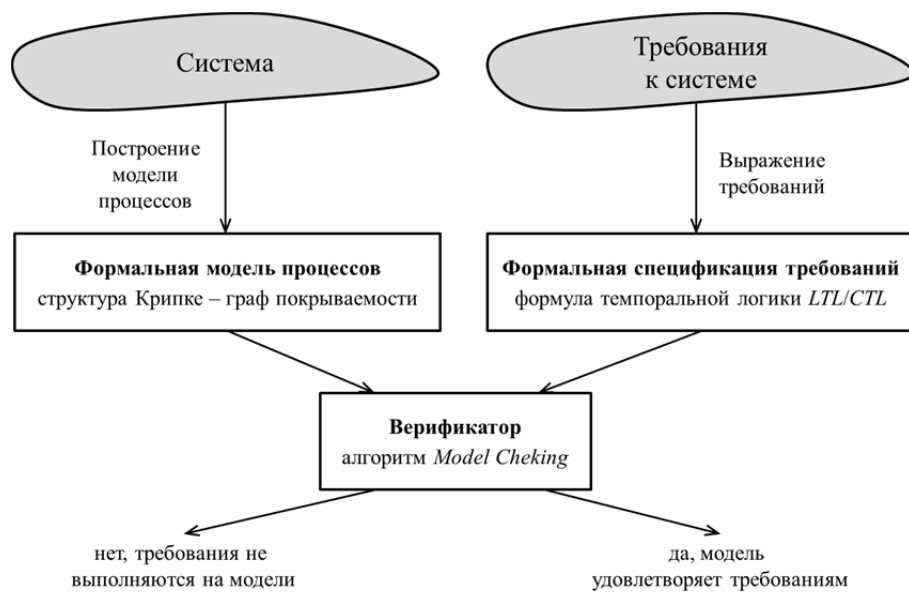 Система
Требования
к системе
Построение
модели
процессов
Выражение
требований
Формальная модель процессов
структура Крипке – граф покрываемости
Формальная спецификация требований
формула темпоральной логики LTL/CTL
Верификатор
алгоритм Model Cheking
нет, требования не
выполняются на модели
да, модель
удовлетворяет требованиям